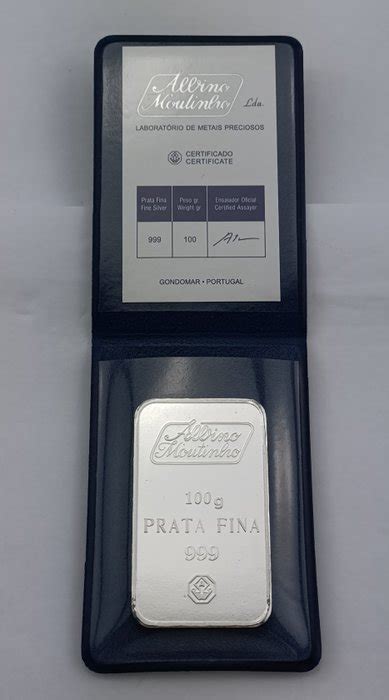 Albino
Moutinho Lda.
LABORATÓRIO DE METAIS PRECIOSOS
CERTIFICADO
CERTIFICATE
Prata Fina Peso gr Ensaiador Oficial
Fine Silver Weight gr Certified Assayer
999 100
GONDOMAR • PORTUGAL
Albino
Moutinho
100g
PRATA FINA
999